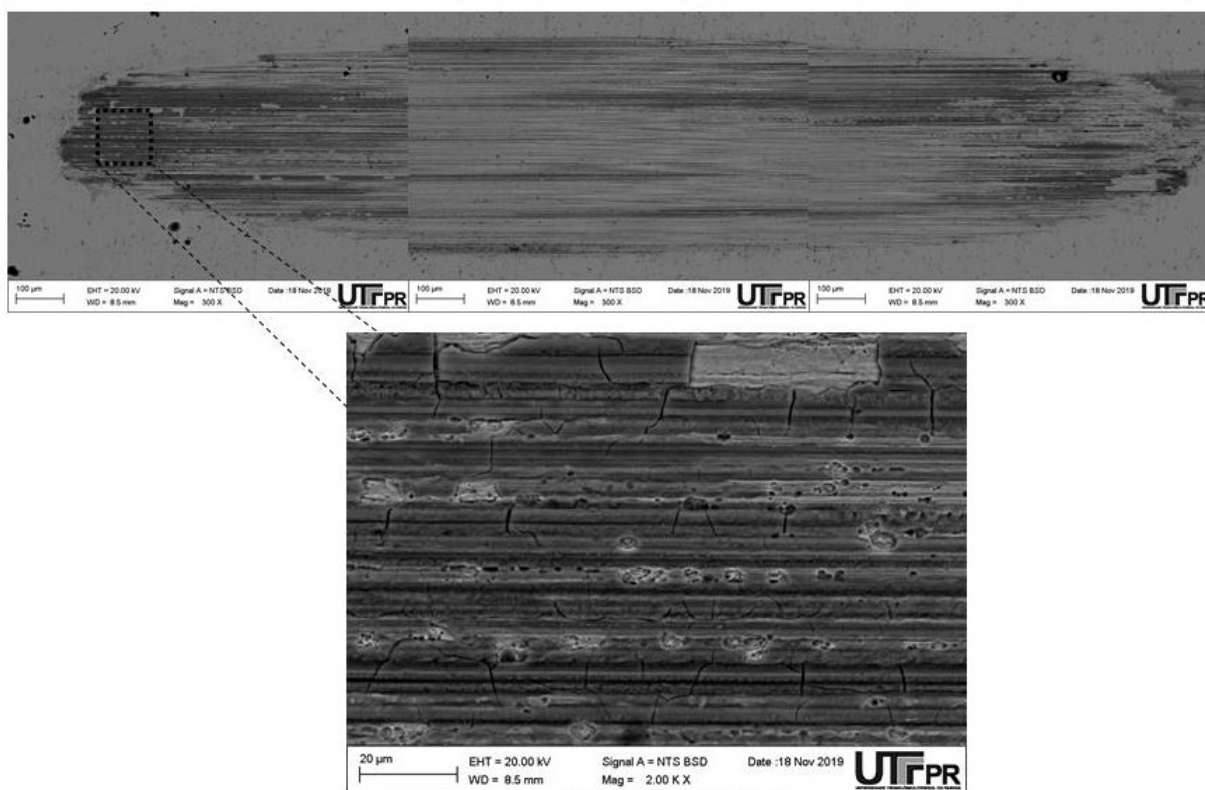 100 µm EHT = 20.00 kV Signal A = NTS BSD Date :18 Nov 2019 UTFPR
WD = 8.5 mm Mag = 300 X
100 µm EHT = 20.00 kV Signal A = NTS BSD Date :18 Nov 2019 UTFPR
WD = 8.5 mm Mag = 300 X
100 µm EHT = 20.00 kV Signal A = NTS BSD Date :18 Nov 2019 UTFPR
WD = 8.5 mm Mag = 300 X
20 µm EHT = 20.00 kV Signal A = NTS BSD Date :18 Nov 2019 UTFPR
WD = 8.5 mm Mag = 2.00 K X